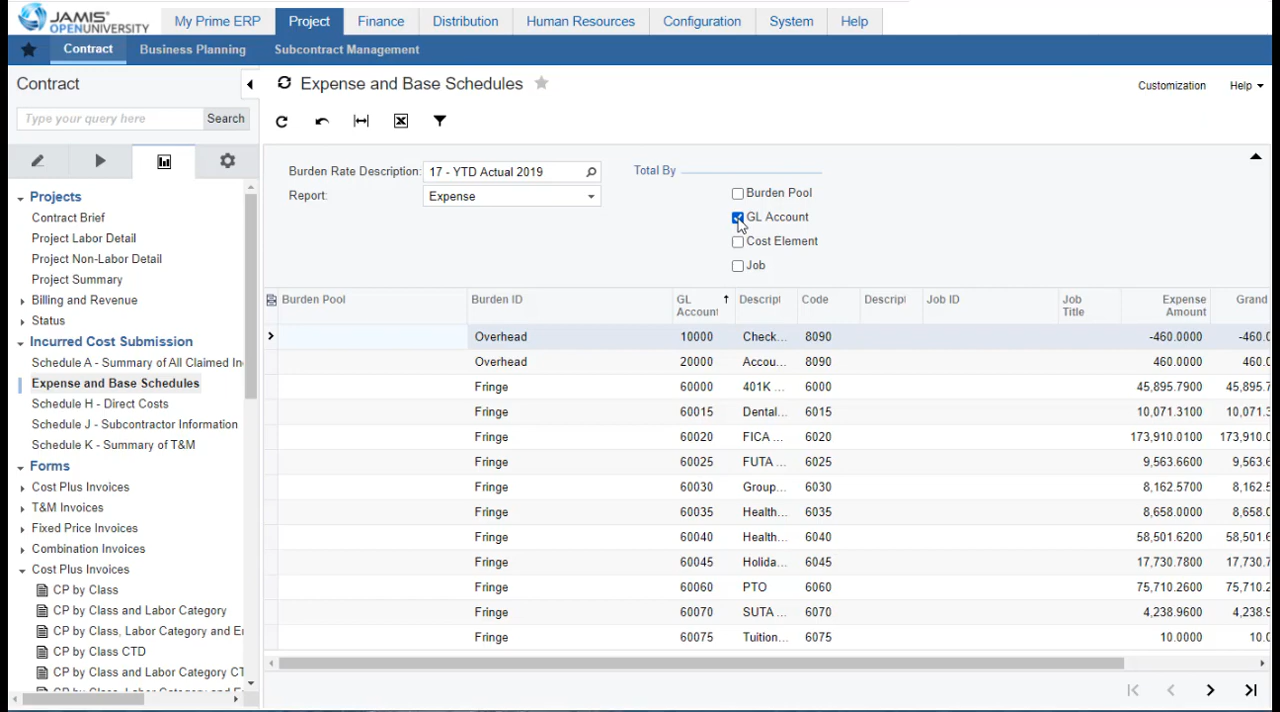 JAMIS
OPENUNIVERSITY
My Prime ERP Project Finance Distribution Human Resources Configuration System Help
Contract Business Planning Subcontract Management
Contract
Type your query here Search
Projects
Contract Brief
Project Labor Detail
Project Non-Labor Detail
Project Summary
Billing and Revenue
Status
Incurred Cost Submission
Schedule A - Summary of All Claimed In
Expense and Base Schedules
Schedule H - Direct Costs
Schedule J - Subcontractor Information
Schedule K - Summary of T&M
Forms
Cost Plus Invoices
T&M Invoices
Fixed Price Invoices
Combination Invoices
Cost Plus Invoices
CP by Class
CP by Class and Labor Category
CP by Class, Labor Category and E
CP by Class CTD
CP by Class and Labor Category CT
Expense and Base Schedules
Customization Help
Burden Rate Description: 17 - YTD Actual 2019
Report: Expense
Total By
Burden Pool
GL Account
Cost Element
Job
Burden Pool Burden ID GL Account Descript Code Descript Job ID Job Title Expense Amount Grand
Overhead 10000 Check... 8090 -460.0000 -460.0
Overhead 20000 Accou... 8090 460.0000 460.0
Fringe 60000 401K ... 6000 45,895.7900 45,895.7
Fringe 60015 Dental... 6015 10,071.3100 10,071.3
Fringe 60020 FICA ... 6020 173,910.0100 173,910.0
Fringe 60025 FUTA ... 6025 9,563.6600 9,563.6
Fringe 60030 Group... 6030 8,162.5700 8,162.5
Fringe 60035 Health... 6035 8,658.0000 8,658.0
Fringe 60040 Health... 6040 58,501.6200 58,501.6
Fringe 60045 Holida... 6045 17,730.7800 17,730.7
Fringe 60060 PTO 6060 75,710.2600 75,710.2
Fringe 60070 SUTA ... 6070 4,238.9600 4,238.9
Fringe 60075 Tuition... 6075 10.0000 10.0